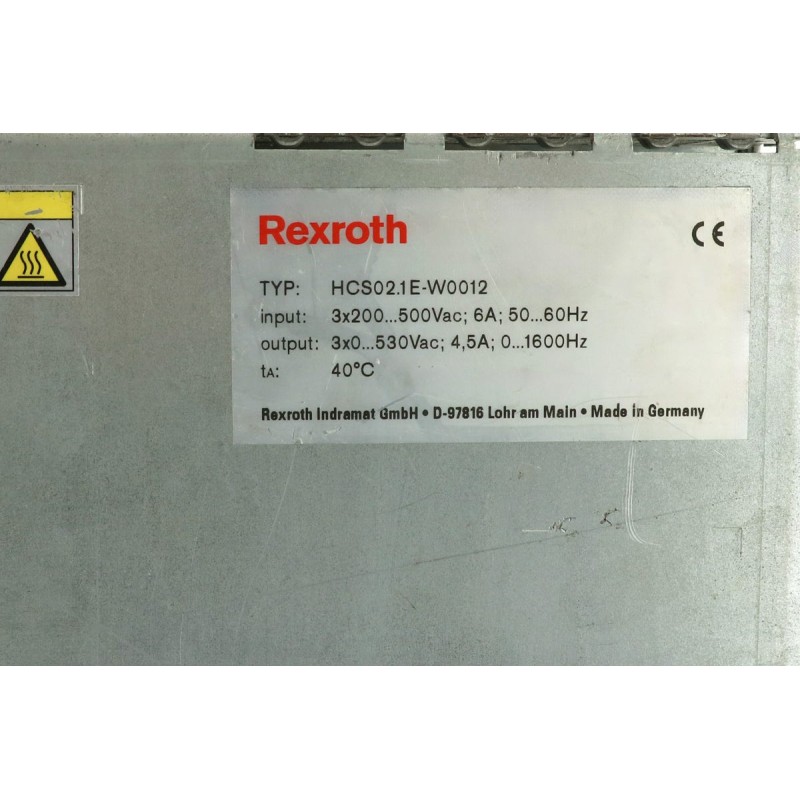 Rexroth
CE
TYP: HCS02.1E-W0012
input: 3x200...500Vac; 6A; 50...60Hz
output: 3x0...530Vac; 4,5A; 0...1600Hz
tA: 40°C
Rexroth Indramat GmbH • D-97816 Lohr am Main • Made in Germany